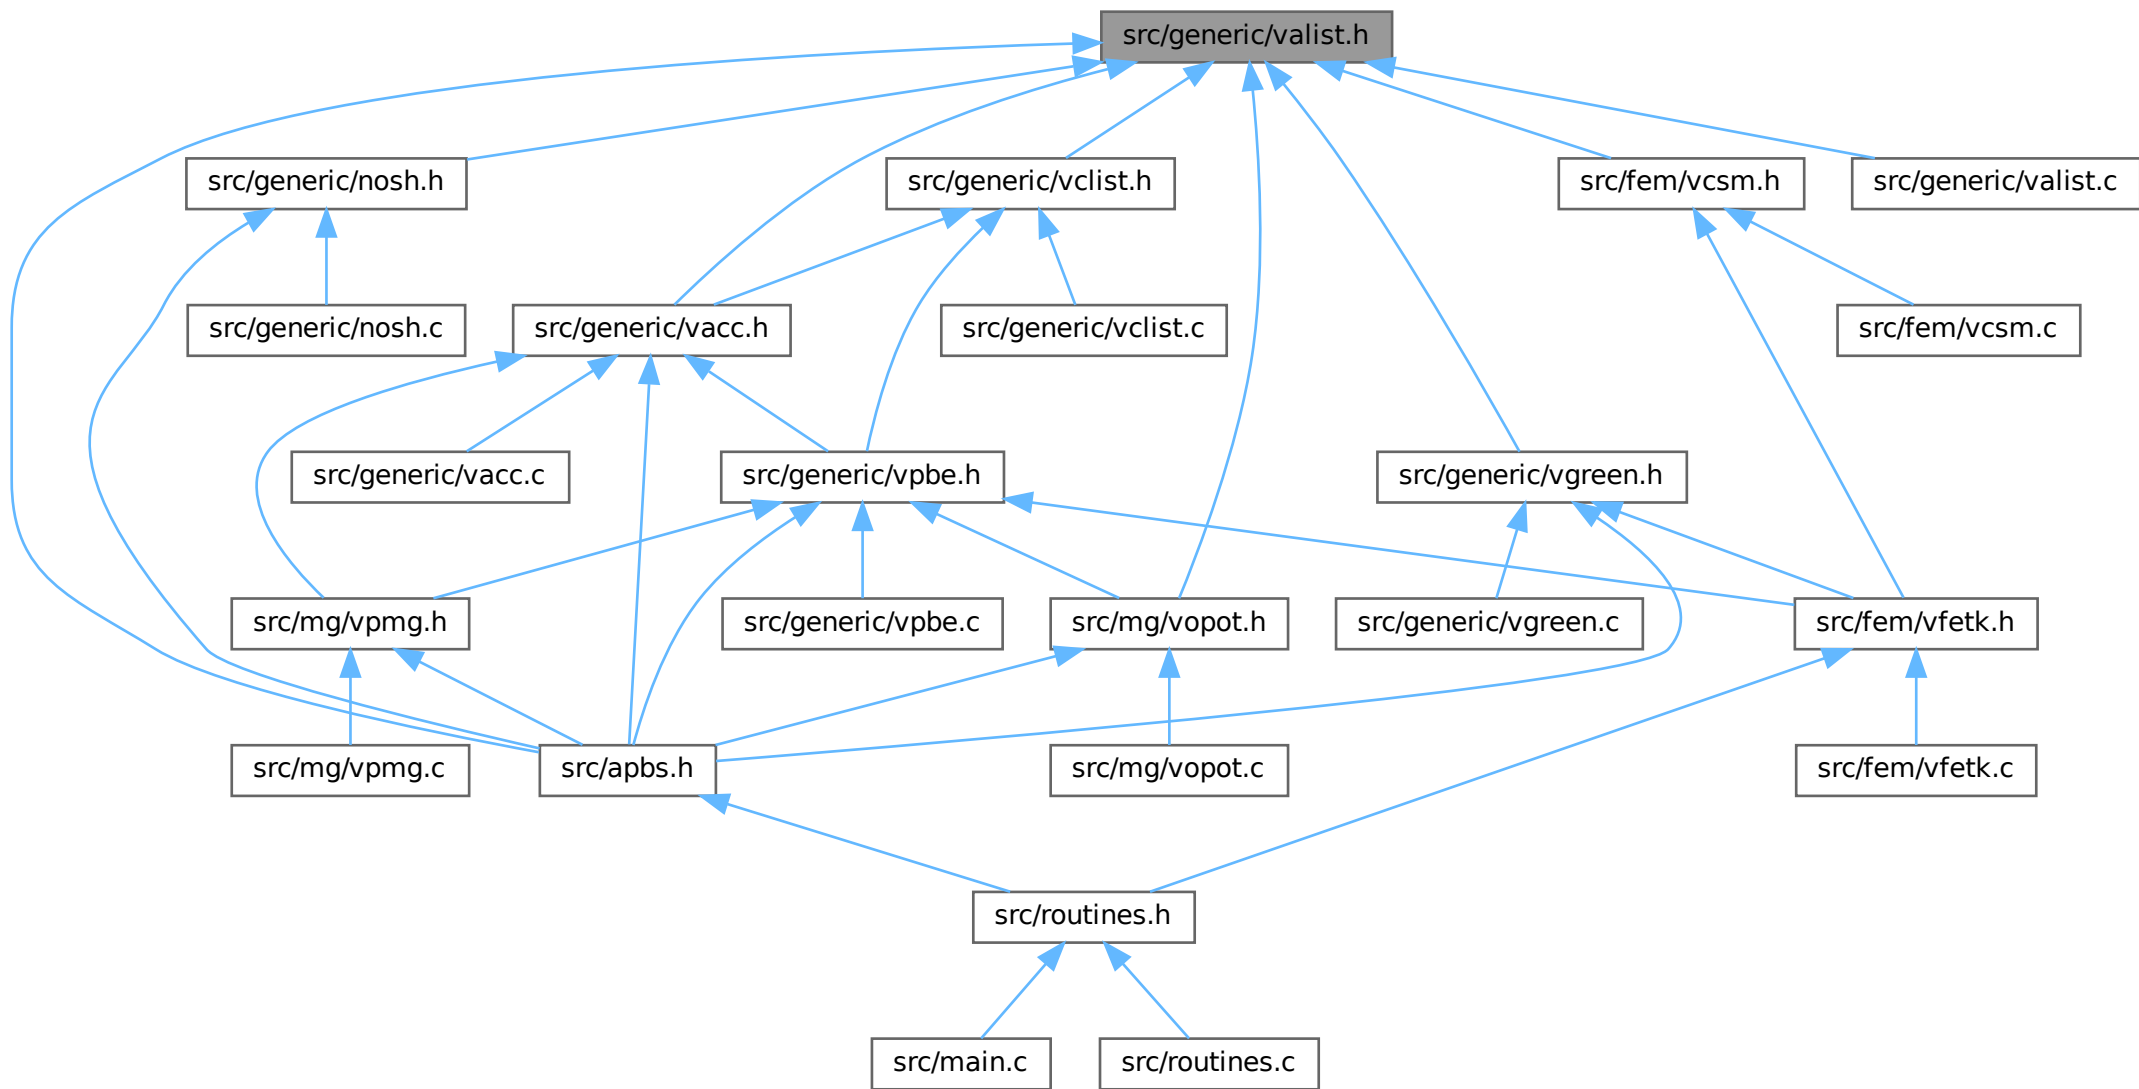 src/generic/valist.h
src/generic/nosh.h
src/generic/vclist.h
src/fem/vcsm.h
src/generic/valist.c
src/generic/nosh.c
src/generic/vacc.h
src/generic/vclist.c
src/fem/vcsm.c
src/generic/vacc.c
src/generic/vpbe.h
src/generic/vgreen.h
src/mg/vpmg.h
src/generic/vpbe.c
src/mg/vopot.h
src/generic/vgreen.c
src/fem/vfetk.h
src/mg/vpmg.c
src/apbs.h
src/mg/vopot.c
src/fem/vfetk.c
src/routines.h
src/main.c
src/routines.c